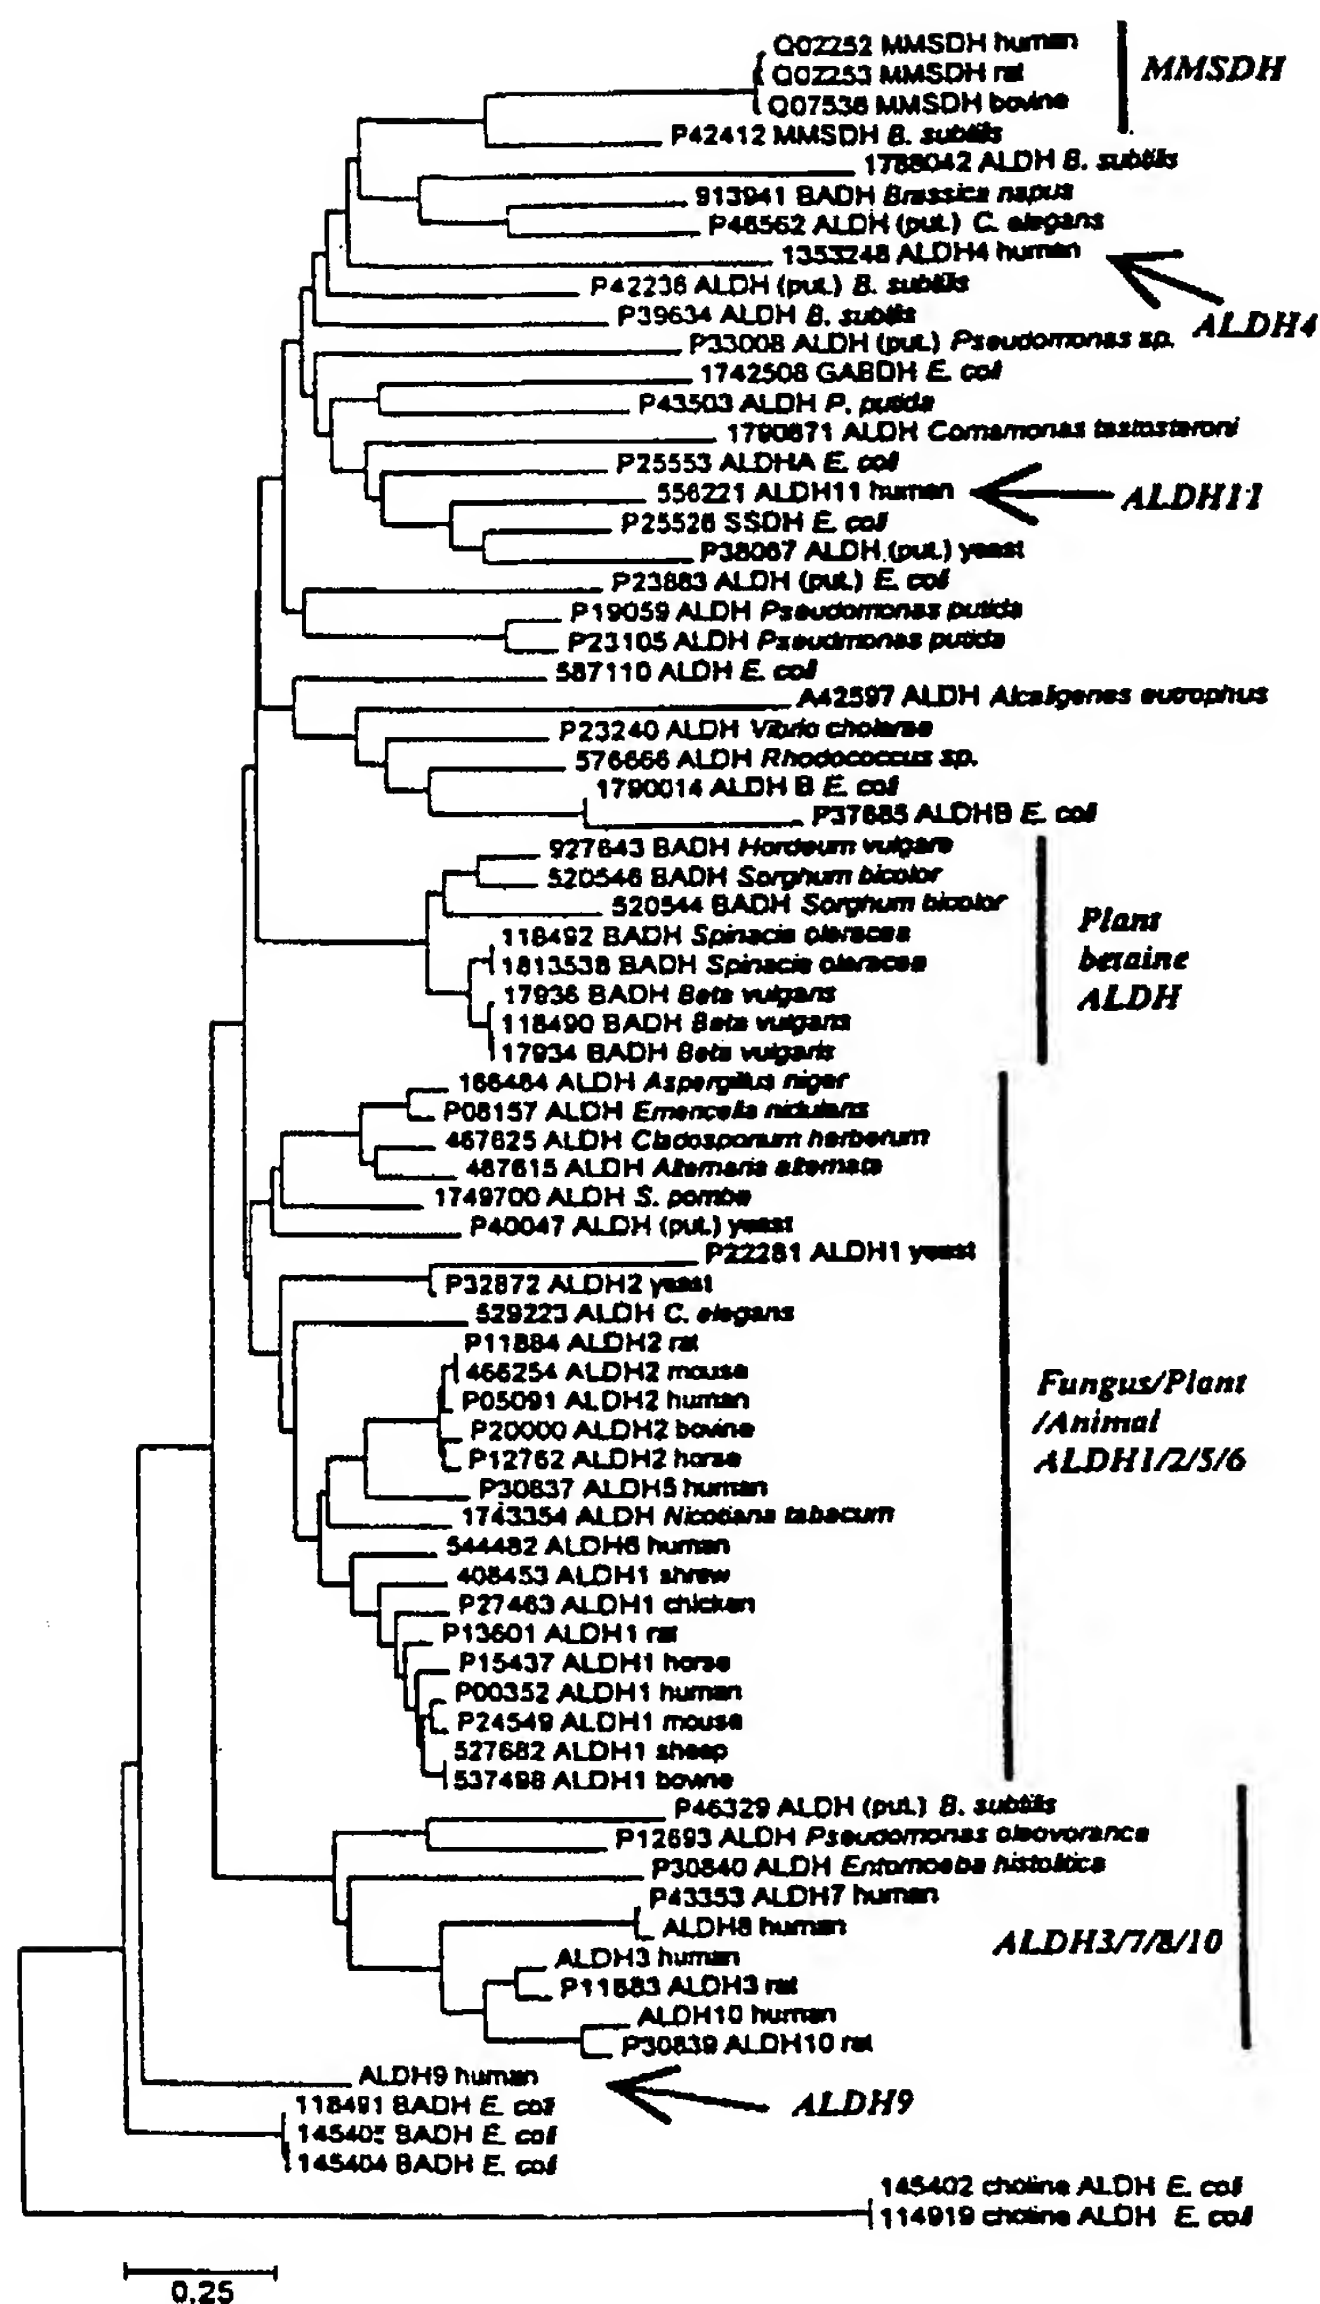 Q02252 MMSDH human
Q02253 MMSDH rat
MMSDH
Q07536 MMSDH bovine
P42412 MMSDH B. subtilis
1788042 ALDH B. subtilis
913941 BADH Brassica napus
P46562 ALDH (put.) C. elegans
1353248 ALDH4 human
P42236 ALDH (put.) B. subtilis
P39634 ALDH B. subtilis
ALDH4
P33008 ALDH (put.) Pseudomonas sp.
1742508 GABDH E. coli
P43503 ALDH P. putida
1790871 ALDH Comamonas testosteroni
P25553 ALDHA E. coli
556221 ALDH11 human
ALDH11
P25526 SSDH E. coli
P38067 ALDH (put.) yeast
P23883 ALDH (put.) E. coli
P19059 ALDH Pseudomonas putida
P23105 ALDH Pseudmonas putida
587110 ALDH E. coli
A42597 ALDH Alcaligenes eutrophus
P23240 ALDH Vibrio cholerae
576666 ALDH Rhodococcus sp.
1790014 ALDH B E. coli
P37685 ALDHB E. coli
927643 BADH Hordeum vulgare
520546 BADH Sorghum bicolor
520544 BADH Sorghum bicolor
Plant
betaine
ALDH
118492 BADH Spinacia oleracea
1813538 BADH Spinacia oleracea
17936 BADH Beta vulgaris
118490 BADH Beta vulgaris
17934 BADH Beta vulgaris
166484 ALDH Aspergillus niger
P08157 ALDH Emericella nidulans
467625 ALDH Cladosporium herbarum
467615 ALDH Alternaria alternata
1749700 ALDH S. pombe
P40047 ALDH (put.) yeast
P22281 ALDH1 yeast
P32872 ALDH2 yeast
529223 ALDH C. elegans
P11884 ALDH2 rat
466254 ALDH2 mouse
P05091 ALDH2 human
P20000 ALDH2 bovine
P12762 ALDH2 horse
Fungus/Plant
/Animal
ALDH1/2/5/6
P30837 ALDH5 human
1743354 ALDH Nicotiana tabacum
544482 ALDH6 human
408453 ALDH1 shrew
P27463 ALDH1 chicken
P13601 ALDH1 rat
P15437 ALDH1 horse
P00352 ALDH1 human
P24549 ALDH1 mouse
527682 ALDH1 sheep
537498 ALDH1 bovine
P46329 ALDH (put.) B. subtilis
P12693 ALDH Pseudomonas oleovorance
P30840 ALDH Entomoeba histolitica
P43353 ALDH7 human
ALDH8 human
ALDH3/7/8/10
ALDH3 human
P11883 ALDH3 rat
ALDH10 human
P30839 ALDH10 rat
ALDH9 human
ALDH9
118491 BADH E. coli
BADH E. coli
145404 BADH E. coli
145402 choline ALDH E. coli
114919 choline ALDH E. coli
0.25